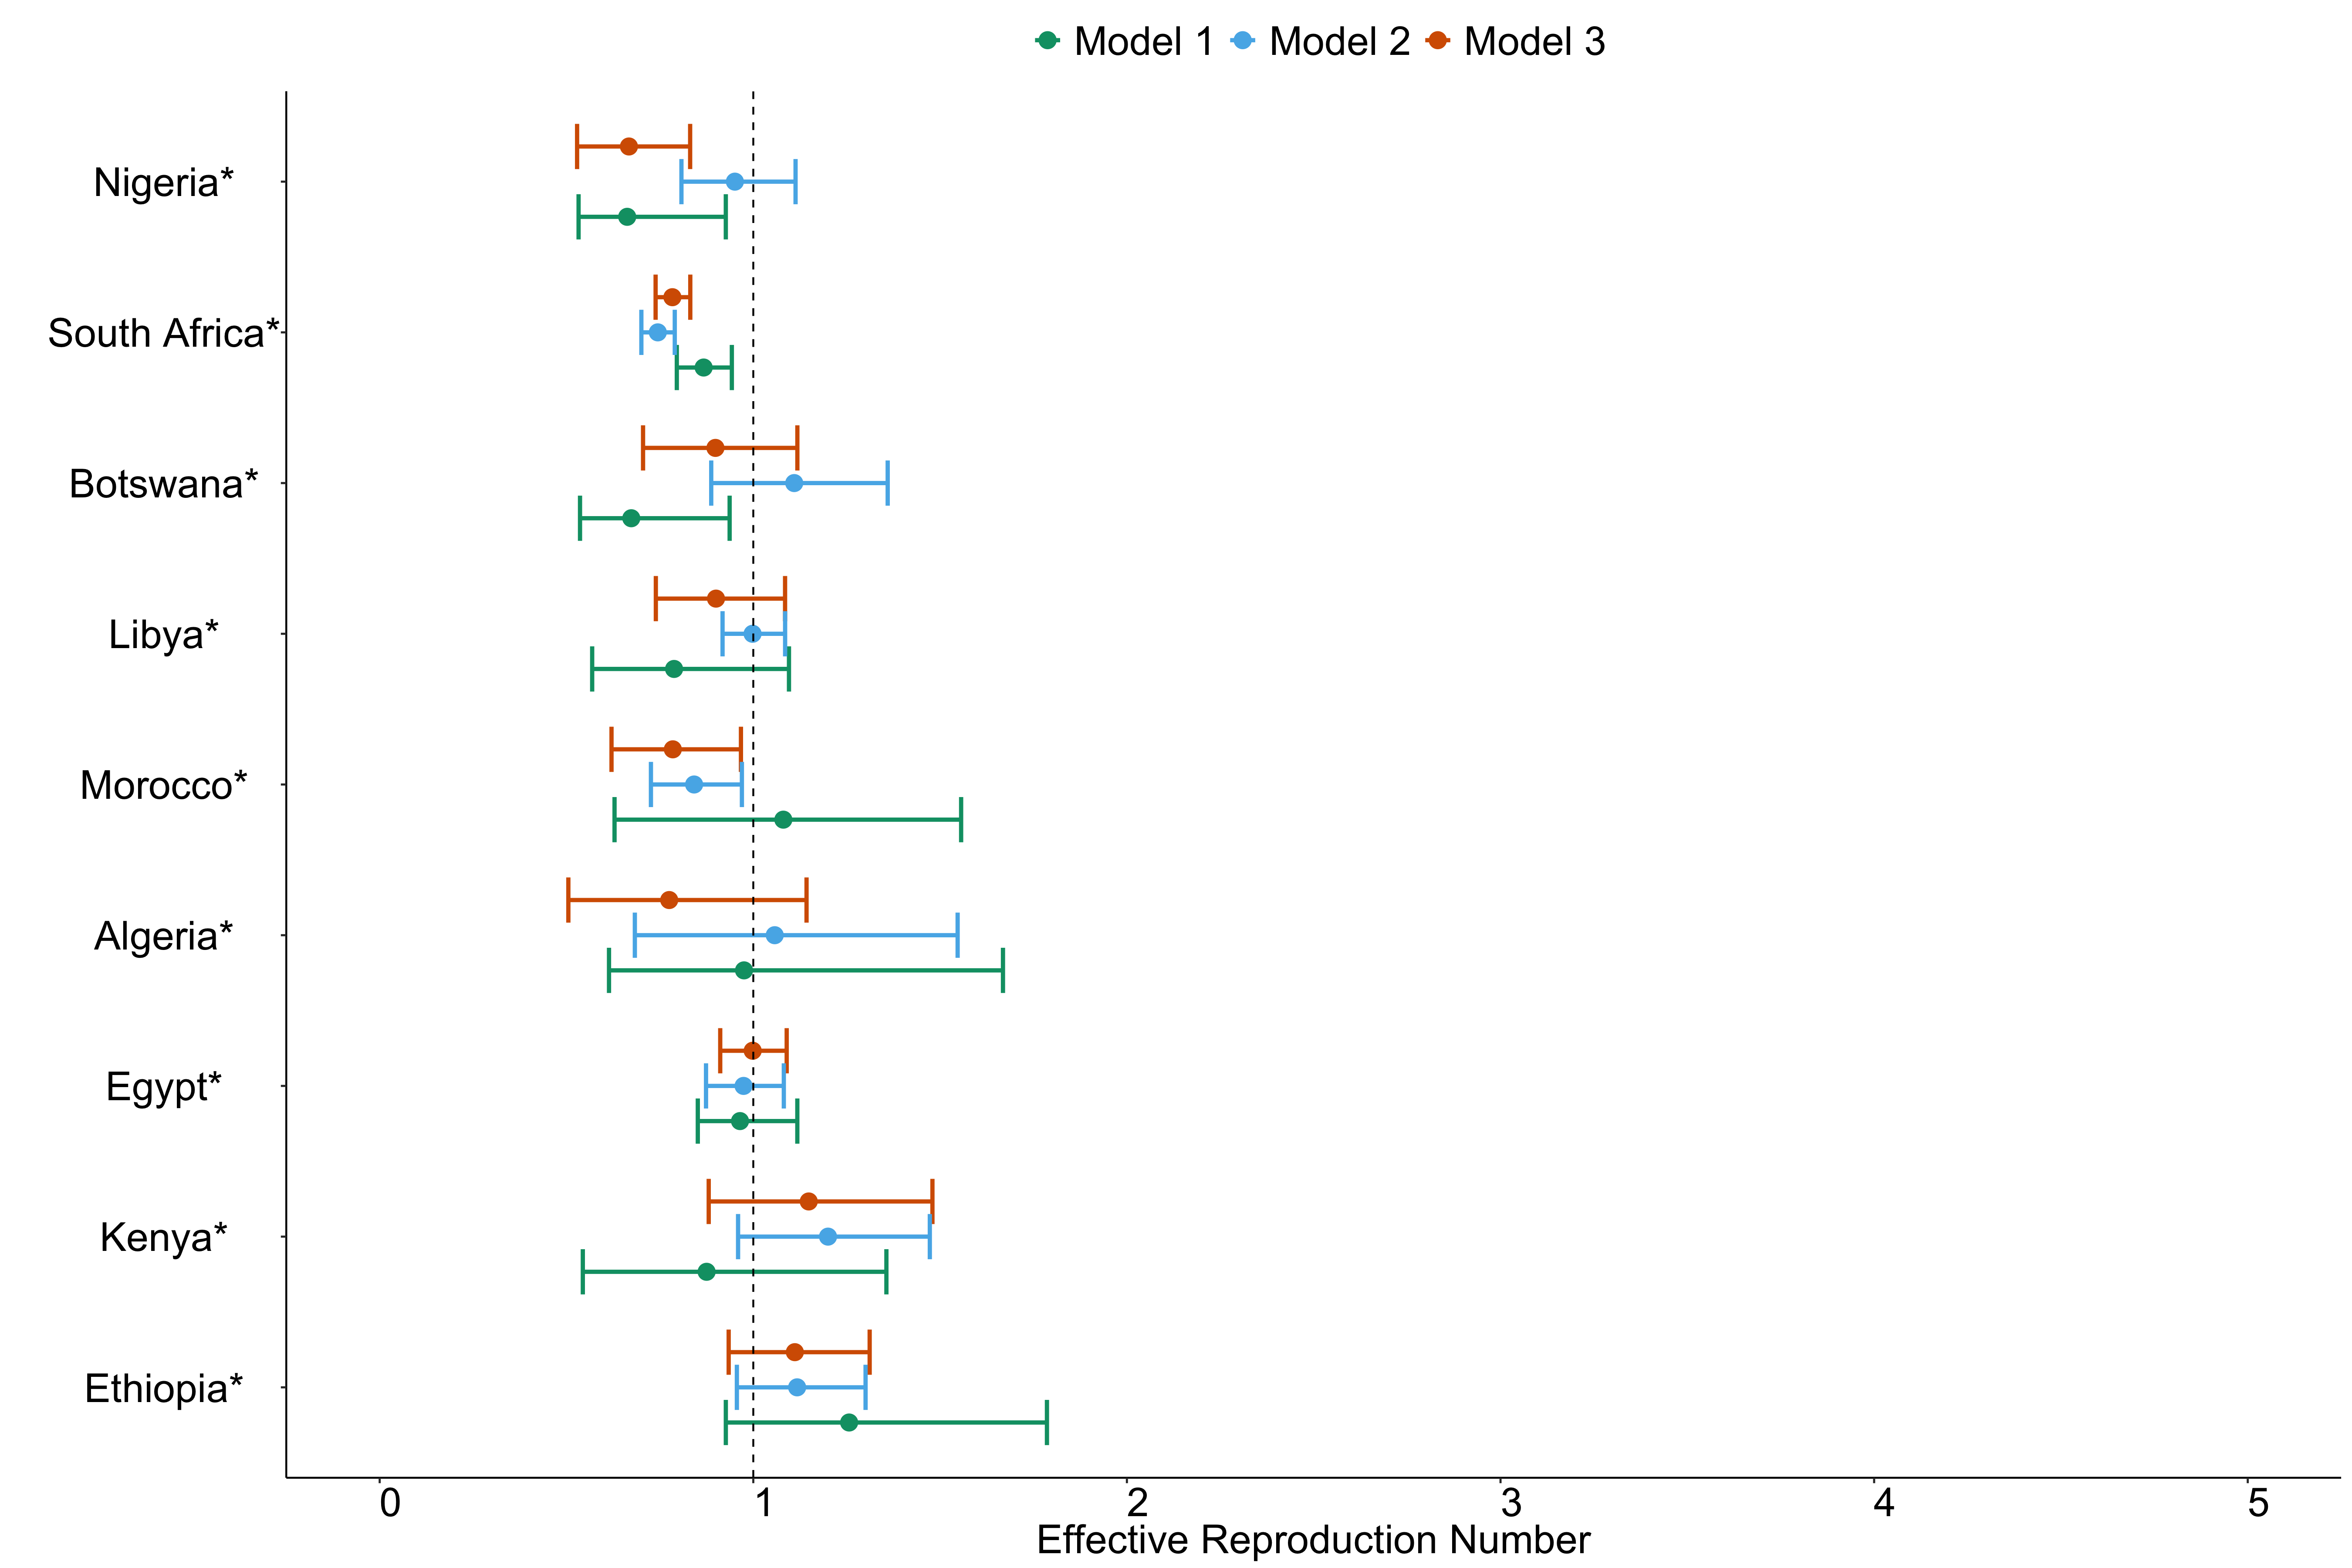 Model 1 Model 2 Model 3
Nigeria*
South Africa*
Botswana*
Libya*
Morocco*
Algeria*
Egypt*
Kenya*
Ethiopia*
0 1 2 3 4 5
Effective Reproduction Number